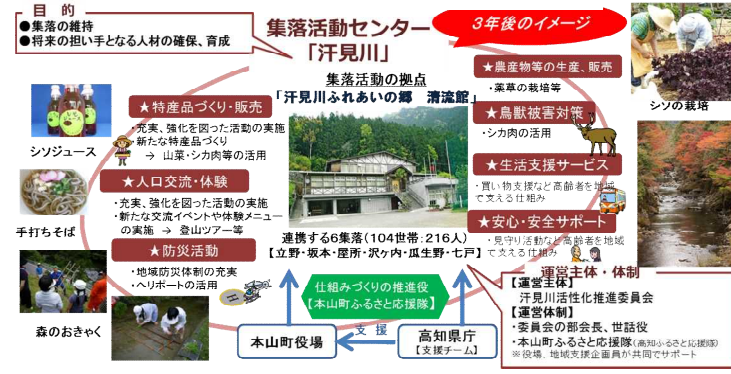 目 的
●集落の維持
●将来の担い手となる人材の確保、育成
集落活動センター
「汗見川」
3年後のイメージ
集落活動の拠点
「汗見川ふれあいの郷 清流館」
★特産品づくり・販売
・充実、強化を図った活動の実施
・新たな特産品づくり
→ 山菜・シカ肉等の活用
★人口交流・体験
・充実、強化を図った活動の実施
・新たな交流イベントや体験メニュー
の実施 → 登山ツアー等
★防災活動
・地域防災体制の充実
・ヘリポートの活用
シソジュース
手打ちそば
森のおきゃく
★農産物等の生産、販売
・薬草の栽培等
★鳥獣被害対策
・シカ肉の活用
★生活支援サービス
・買い物支援など高齢者を地域
で支える仕組み
★安心・安全サポート
・見守り活動など高齢者を地域
で支える仕組み
シソの栽培
連携する6集落(104世帯:216人)
【立野・坂本・屋所・沢ヶ内・瓜生野・七戸】
仕組みづくりの推進役
【本山町ふるさと応援隊】
本山町役場
支 援
高知県庁
【支援チーム】
運営主体・体制
【運営主体】
汗見川活性化推進委員会
【運営体制】
・委員会の部会長、世話役
・本山町ふるさと応援隊(高知ふるさと応援隊)
※役場、地域支援企画員が共同でサポート